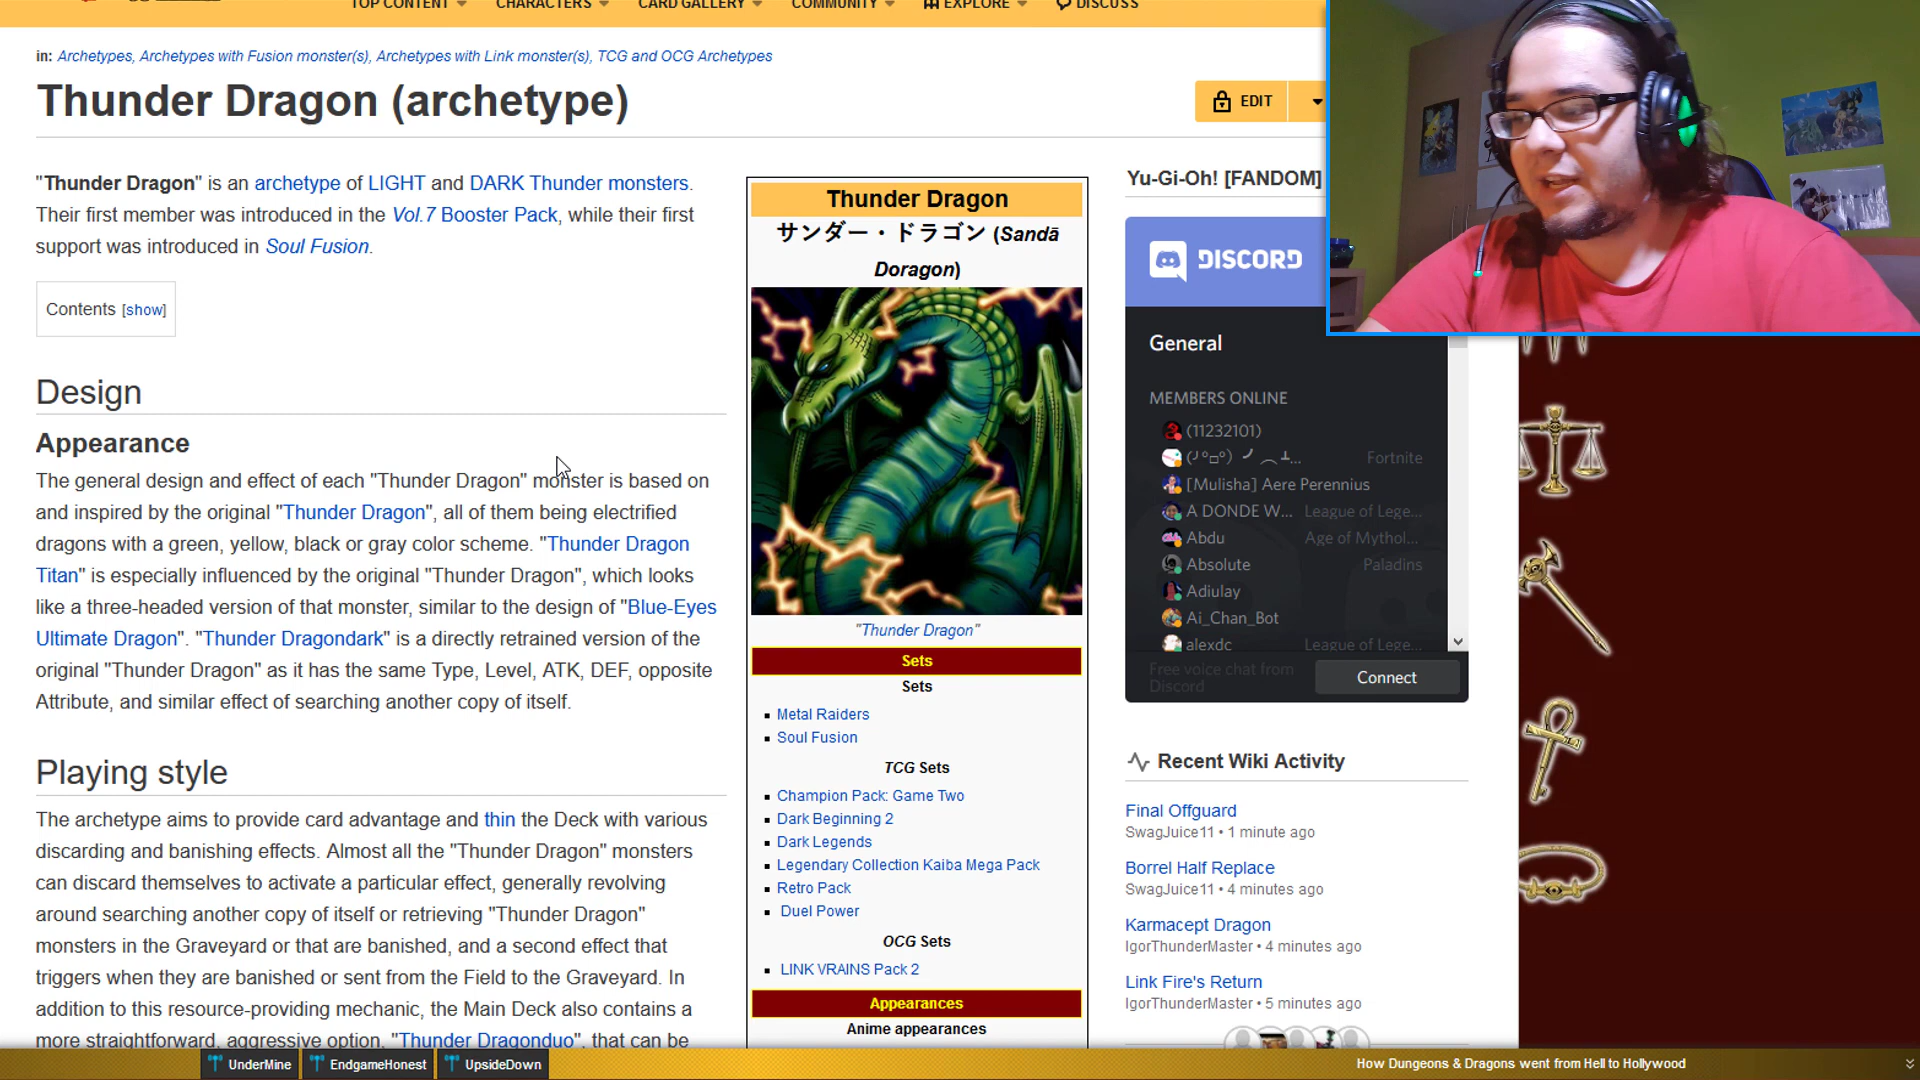 TOP CONTENT CHARACTERS CARD GALLERY COMMUNITY EXPLORE DISCUSS
in: Archetypes, Archetypes with Fusion monster(s), Archetypes with Link monster(s), TCG and OCG Archetypes
Thunder Dragon (archetype)
EDIT
"Thunder Dragon" is an archetype of LIGHT and DARK Thunder monsters.
Their first member was introduced in the Vol.7 Booster Pack, while their first
support was introduced in Soul Fusion.
Contents [show]
Design
Appearance
The general design and effect of each "Thunder Dragon" monster is based on
and inspired by the original "Thunder Dragon", all of them being electrified
dragons with a green, yellow, black or gray color scheme. "Thunder Dragon
Titan" is especially influenced by the original "Thunder Dragon", which looks
like a three-headed version of that monster, similar to the design of "Blue-Eyes
Ultimate Dragon". "Thunder Dragondark" is a directly retrained version of the
original "Thunder Dragon" as it has the same Type, Level, ATK, DEF, opposite
Attribute, and similar effect of searching another copy of itself.
Playing style
The archetype aims to provide card advantage and thin the Deck with various
discarding and banishing effects. Almost all the "Thunder Dragon" monsters
can discard themselves to activate a particular effect, generally revolving
around searching another copy of itself or retrieving "Thunder Dragon"
monsters in the Graveyard or that are banished, and a second effect that
triggers when they are banished or sent from the Field to the Graveyard. In
addition to this resource-providing mechanic, the Main Deck also contains a
more straightforward, aggressive option, "Thunder Dragonduo", that can be
Thunder Dragon
サンダー・ドラゴン (Sandā
Doragon)
"Thunder Dragon"
Sets
Sets
Metal Raiders
Soul Fusion
TCG Sets
Champion Pack: Game Two
Dark Beginning 2
Dark Legends
Legendary Collection Kaiba Mega Pack
Retro Pack
Duel Power
OCG Sets
LINK VRAINS Pack 2
Appearances
Anime appearances
Yu-Gi-Oh! [FANDOM]
DISCORD
General
MEMBERS ONLINE
(11232101)
Fortnite
[Mulisha] Aere Perennius
A DONDE W... League of Lege...
Abdu Age of Mythol...
Absolute Paladins
Adiulay
Ai_Chan_Bot
alexdc League of Lege...
Free voice chat from
Discord
Connect
Recent Wiki Activity
Final Offguard
SwagJuice11 • 1 minute ago
Borrel Half Replace
SwagJuice11 • 4 minutes ago
Karmacept Dragon
IgorThunderMaster • 4 minutes ago
Link Fire's Return
IgorThunderMaster • 5 minutes ago
UnderMine EndgameHonest UpsideDown
How Dungeons & Dragons went from Hell to Hollywood